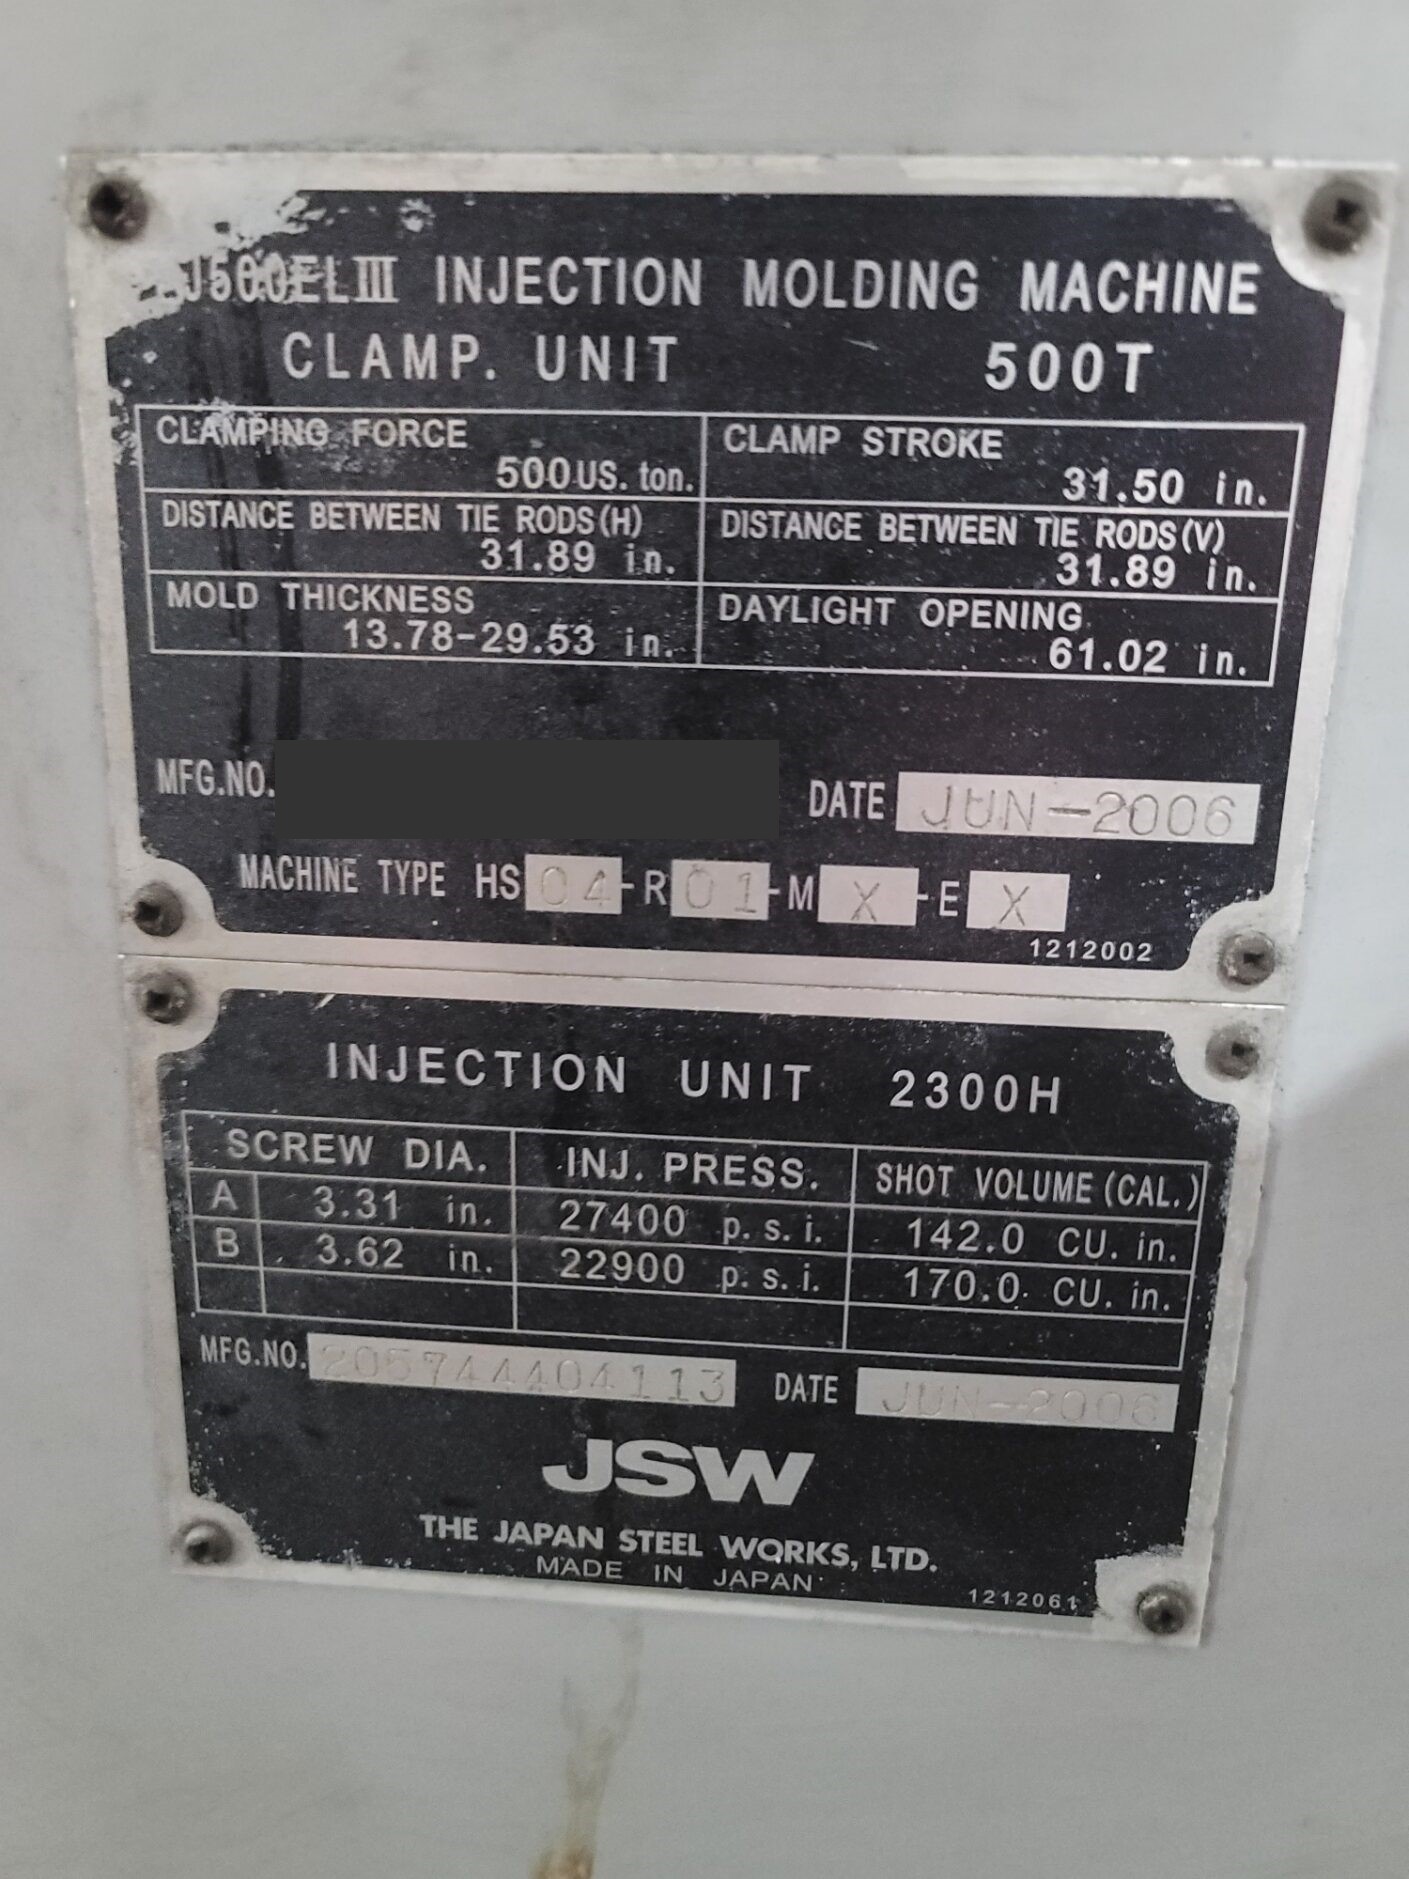 J500ELIII INJECTION MOLDING MACHINE
CLAMP. UNIT 500T
CLAMPING FORCE 500US. ton.
CLAMP STROKE 31.50 in.
DISTANCE BETWEEN TIE RODS(H) 31.89 in.
DISTANCE BETWEEN TIE RODS(V) 31.89 in.
MOLD THICKNESS 13.78-29.53 in.
DAYLIGHT OPENING 61.02 in.
MFG.NO. DATE JUN-2006
MACHINE TYPE HS 04-R 01-M X-E X
1212002
INJECTION UNIT 2300H
SCREW DIA. INJ. PRESS. SHOT VOLUME(CAL.)
A 3.31 in. 27400 p.s.i. 142.0 CU. in.
B 3.62 in. 22900 p.s.i. 170.0 CU. in.
MFG.NO. 205744404113 DATE JUN-2006
JSW
THE JAPAN STEEL WORKS, LTD.
MADE IN JAPAN
1212061